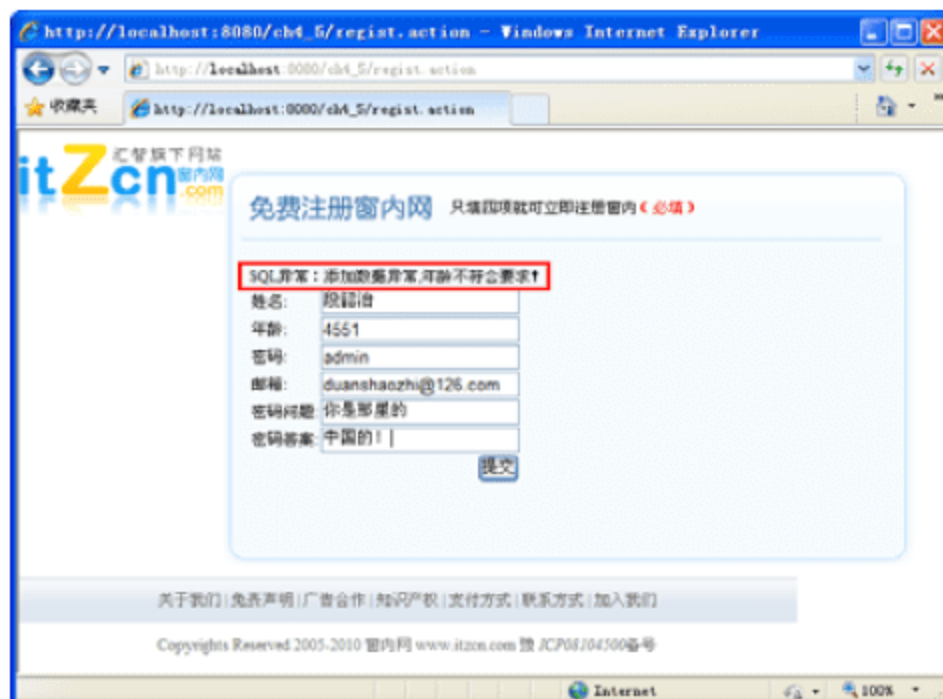 http://localhost:8080/ch4_5/regist.action - Windows Internet Explorer
http://localhost:8080/ch4_5/regist.action
收藏夹
http://localhost:8080/ch4_5/regist.action
itZcn.com
汇智旗下网站
窗内网
免费注册窗内网 只填四项就可立即注册窗内《必填》
SQL异常：添加数据异常,年龄不符合要求!
姓名: 段韶治
年龄: 4551
密码: admin
邮箱: duanshaozhi@126.com
密码问题: 你是那里的
密码答案: 中国的！
提交
关于我们|免责声明|广告合作|知识产权|支付方式|联系方式|加入我们
Copyrights Reserved 2005-2010 窗内网 www.itzcn.com 豫 ICP08104500备号
Internet
100%